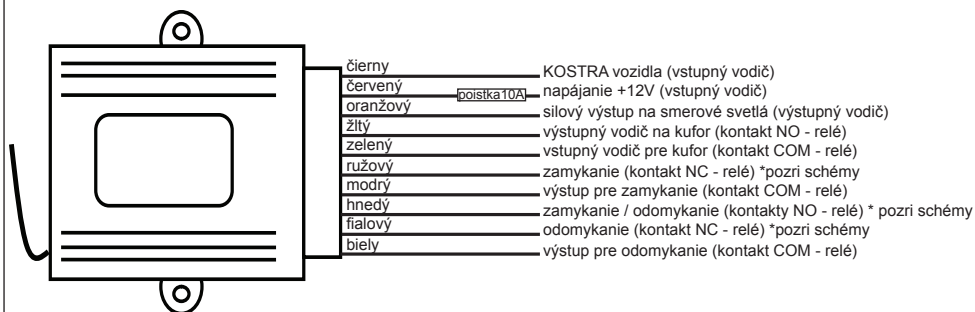 čierny KOSTRA vozidla (vstupný vodič)
červený poistka10A napájanie +12V (vstupný vodič)
oranžový silový výstup na smerové svetlá (výstupný vodič)
žltý výstupný vodič na kufor (kontakt NO - relé)
zelený vstupný vodič pre kufor (kontakt COM - relé)
ružový zamykanie (kontakt NC - relé) *pozri schémy
modrý výstup pre zamykanie (kontakt COM - relé)
hnedý zamykanie / odomykanie (kontakty NO - relé) * pozri schémy
fialový odomykanie (kontakt NC - relé) *pozri schémy
biely výstup pre odomykanie (kontakt COM - relé)